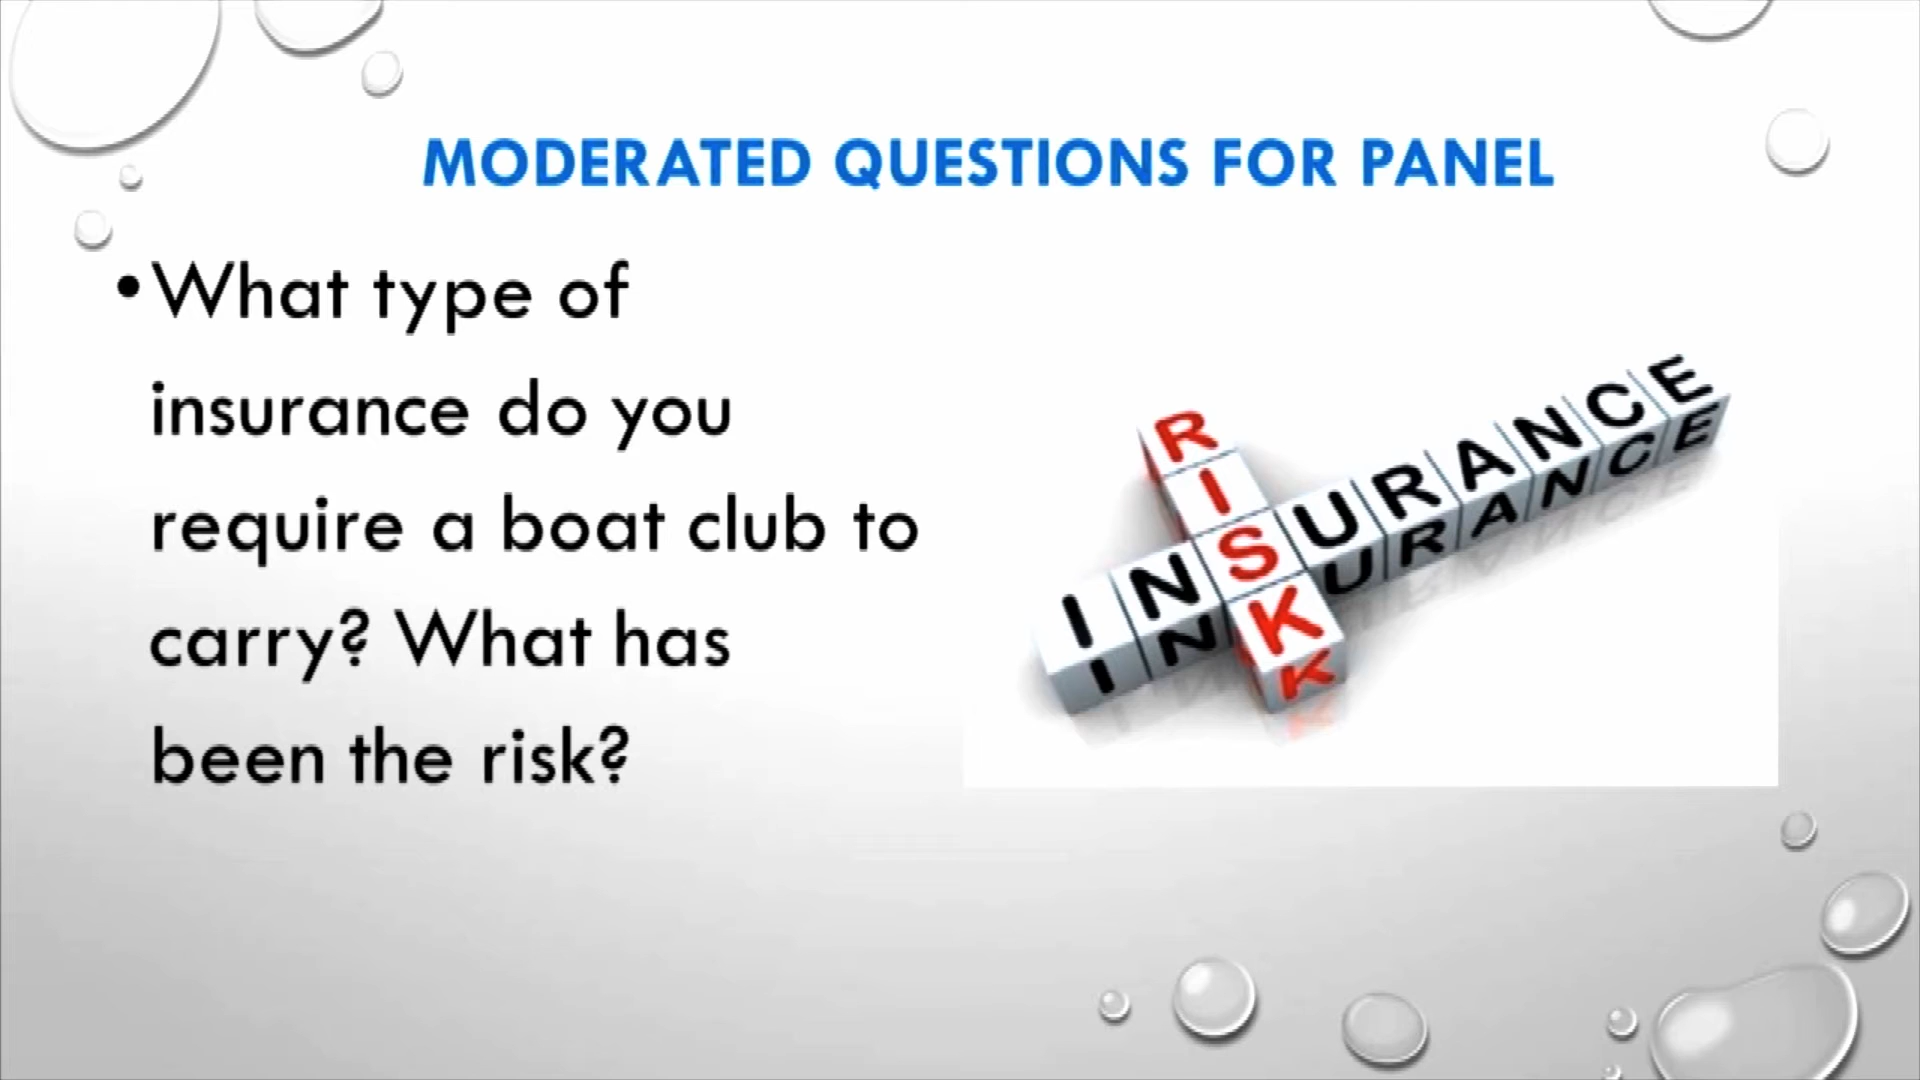 MODERATED QUESTIONS FOR PANEL
•What type of
insurance do you
require a boat club to
carry? What has
been the risk?
RISK
INSURANCE